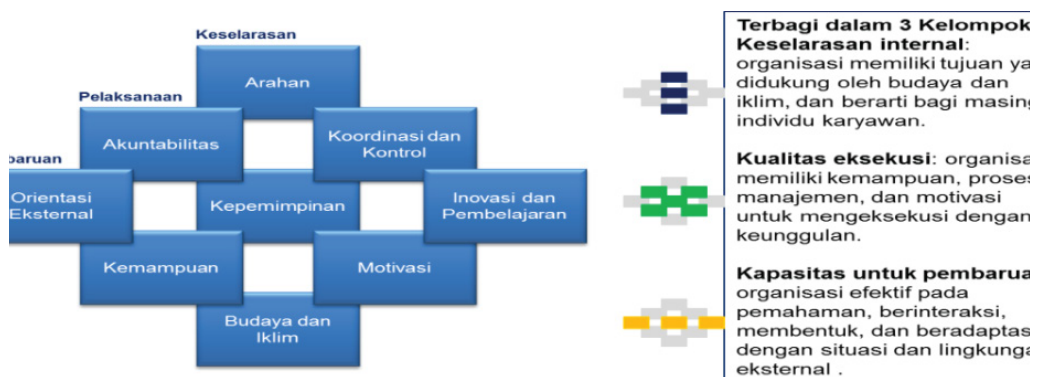 Keselarasan
Arahan
Pelaksanaan
Akuntabilitas
Koordinasi dan
Kontrol
baruan
Orientasi
Eksternal
Kepemimpinan
Inovasi dan
Pembelajaran
Kemampuan
Motivasi
Budaya dan
Iklim
Terbagi dalam 3 Kelompok
Keselarasan internal:
organisasi memiliki tujuan ya
didukung oleh budaya dan
iklim, dan berarti bagi masing
individu karyawan.
Kualitas eksekusi: organisa
memiliki kemampuan, proses
manajemen, dan motivasi
untuk mengeksekusi dengan
keunggulan.
Kapasitas untuk pembarua
organisasi efektif pada
pemahaman, berinteraksi,
membentuk, dan beradaptas
dengan situasi dan lingkunga
eksternal .